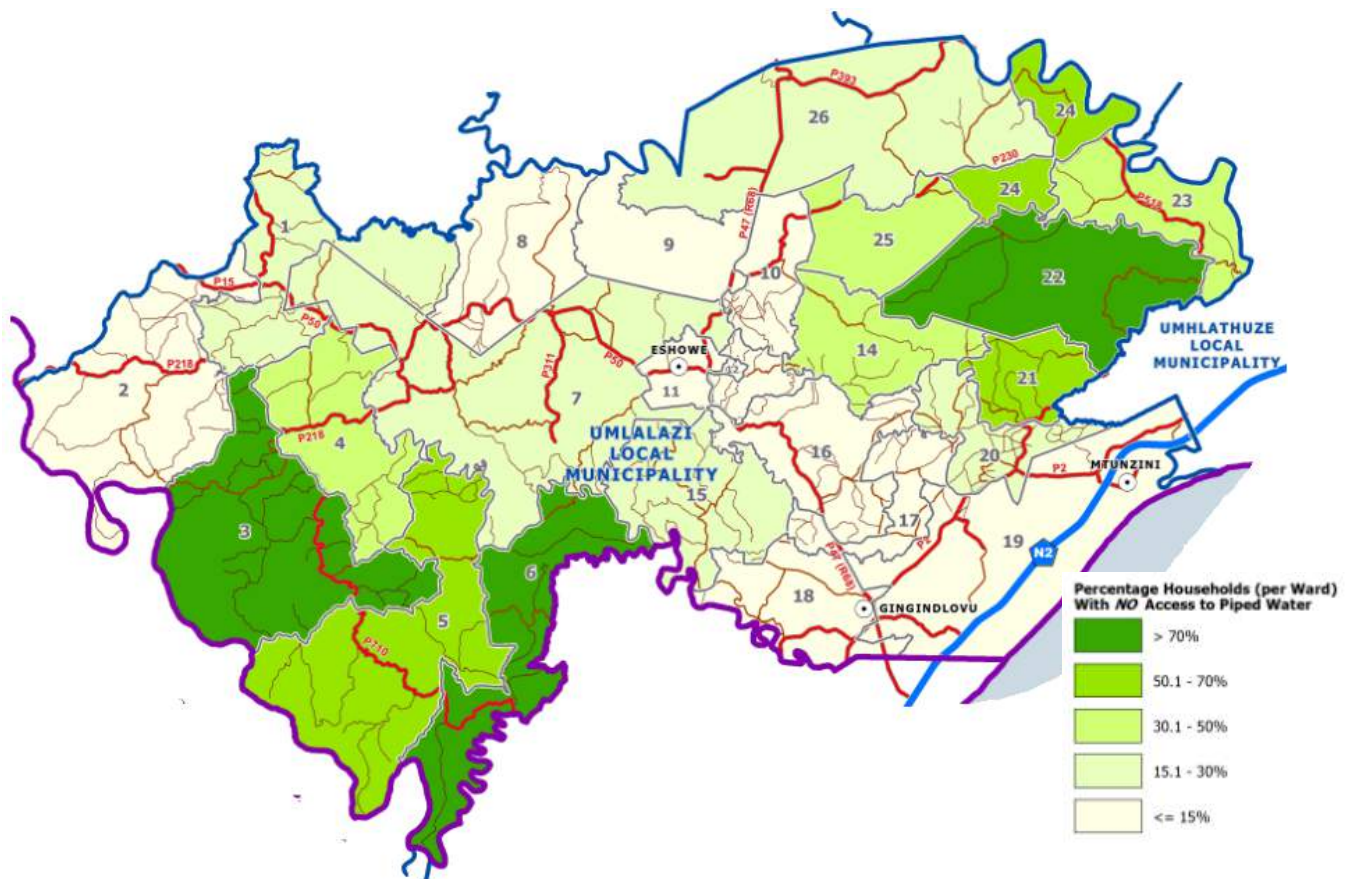 P393
24
26
P230
24
P518
23
1
P47 (R68)
8
9
25
10
22
P15
P50
UMHLATHUZE
LOCAL
MUNICIPALITY
ESHOWE
P50
P311
14
12
21
P218
2
11
7
P218
4
UMLALAZI
LOCAL
MUNICIPALITY
16
20
MTUNZINI
P2
15
17
3
19
N2
P47 (R68)
P2
6
18
GINGINDLOVU
5
P710
Percentage Households (per Ward)
With NO Access to Piped Water
> 70%
50.1 - 70%
30.1 - 50%
15.1 - 30%
<= 15%